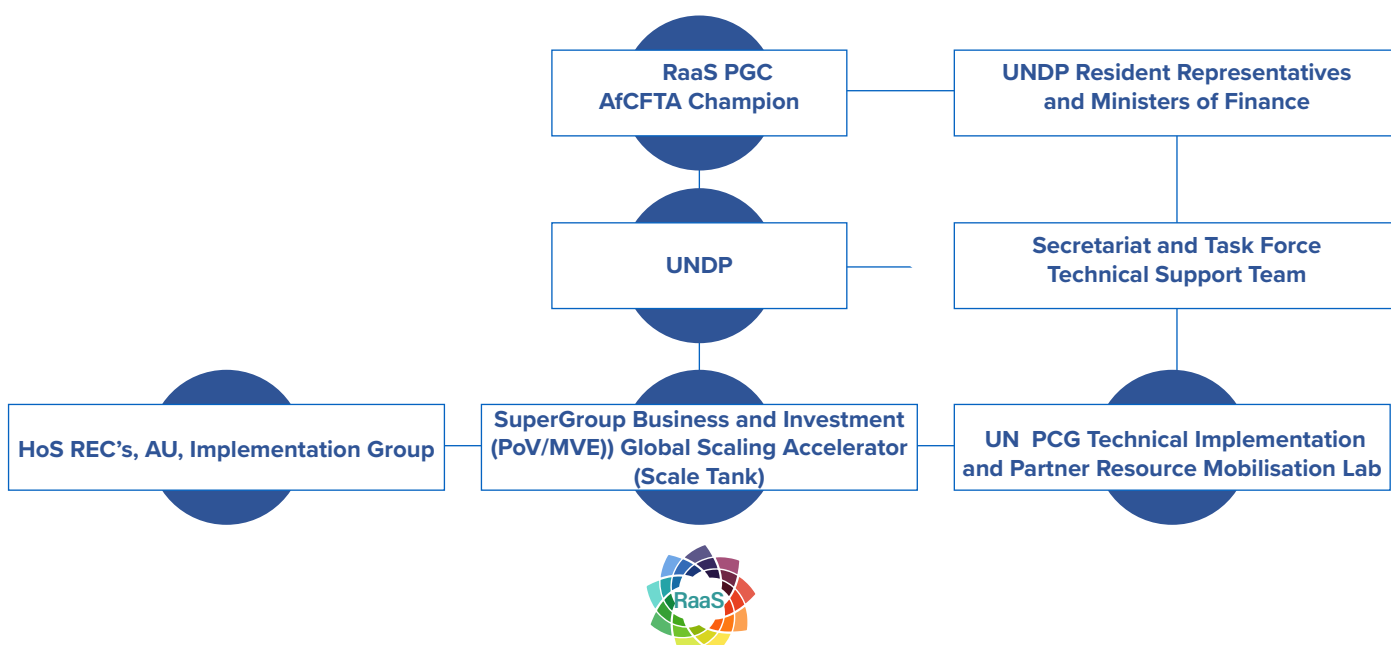 RaaS PGC
AfCFTA Champion
UNDP Resident Representatives
and Ministers of Finance
UNDP
Secretariat and Task Force
Technical Support Team
HoS REC’s, AU, Implementation Group
SuperGroup Business and Investment
(PoV/MVE)) Global Scaling Accelerator
(Scale Tank)
UN PCG Technical Implementation
and Partner Resource Mobilisation Lab
RaaS